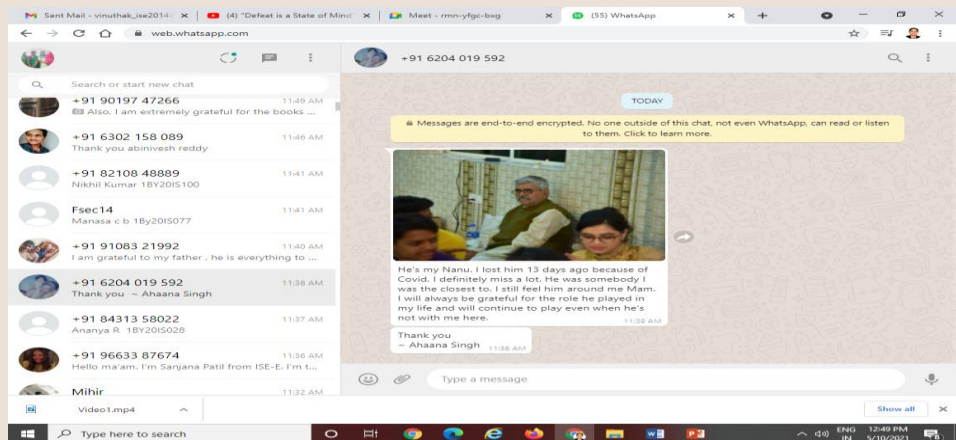 Sent Mail - vinuthak_ise2014
(4) "Defeat is a State of Mind"
Meet - rmn-yfgc-bxg
(55) WhatsApp
web.whatsapp.com
+91 6204 019 592
Search or start new chat
+91 90197 47266 11:49 AM
Also. I am extremely grateful for the books ...
+91 6302 158 089 11:46 AM
Thank you abinivesh reddy
+91 82108 48889 11:41 AM
Nikhil Kumar 1BY20IS100
Fsec14 11:41 AM
Manasa c b 1By20IS077
+91 91083 21992 11:40 AM
I am grateful to my father , he is everything to ...
+91 6204 019 592 11:38 AM
Thank you ~ Ahaana Singh
+91 84313 58022 11:37 AM
Ananya R 1BY20IS028
+91 96633 87674 11:36 AM
Hello ma'am. I'm Sanjana Patil from ISE-E. I'm t...
Mihir 11:32 AM
TODAY
Messages are end-to-end encrypted. No one outside of this chat, not even WhatsApp, can read or listen
to them. Click to learn more.
He's my Nanu. I lost him 13 days ago because of
Covid. I definitely miss a lot. He was somebody I
was the closest to. I still feel him around me Mam.
I will always be grateful for the role he played in
my life and will continue to play even when he's
not with me here. 11:38 AM
Thank you
~ Ahaana Singh 11:38 AM
Type a message
Video1.mp4
Show all
Type here to search
ENG 12:49 PM
IN 5/10/2021